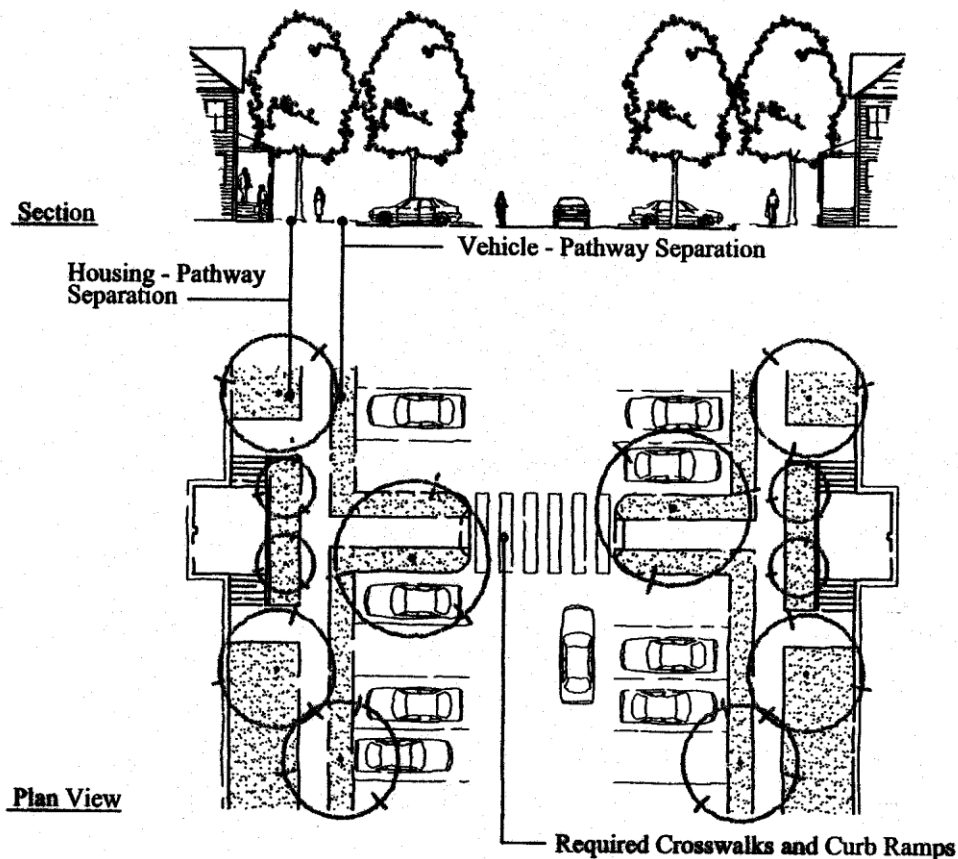 Section
Vehicle - Pathway Separation
Housing - Pathway
Separation
Plan View
Required Crosswalks and Curb Ramps